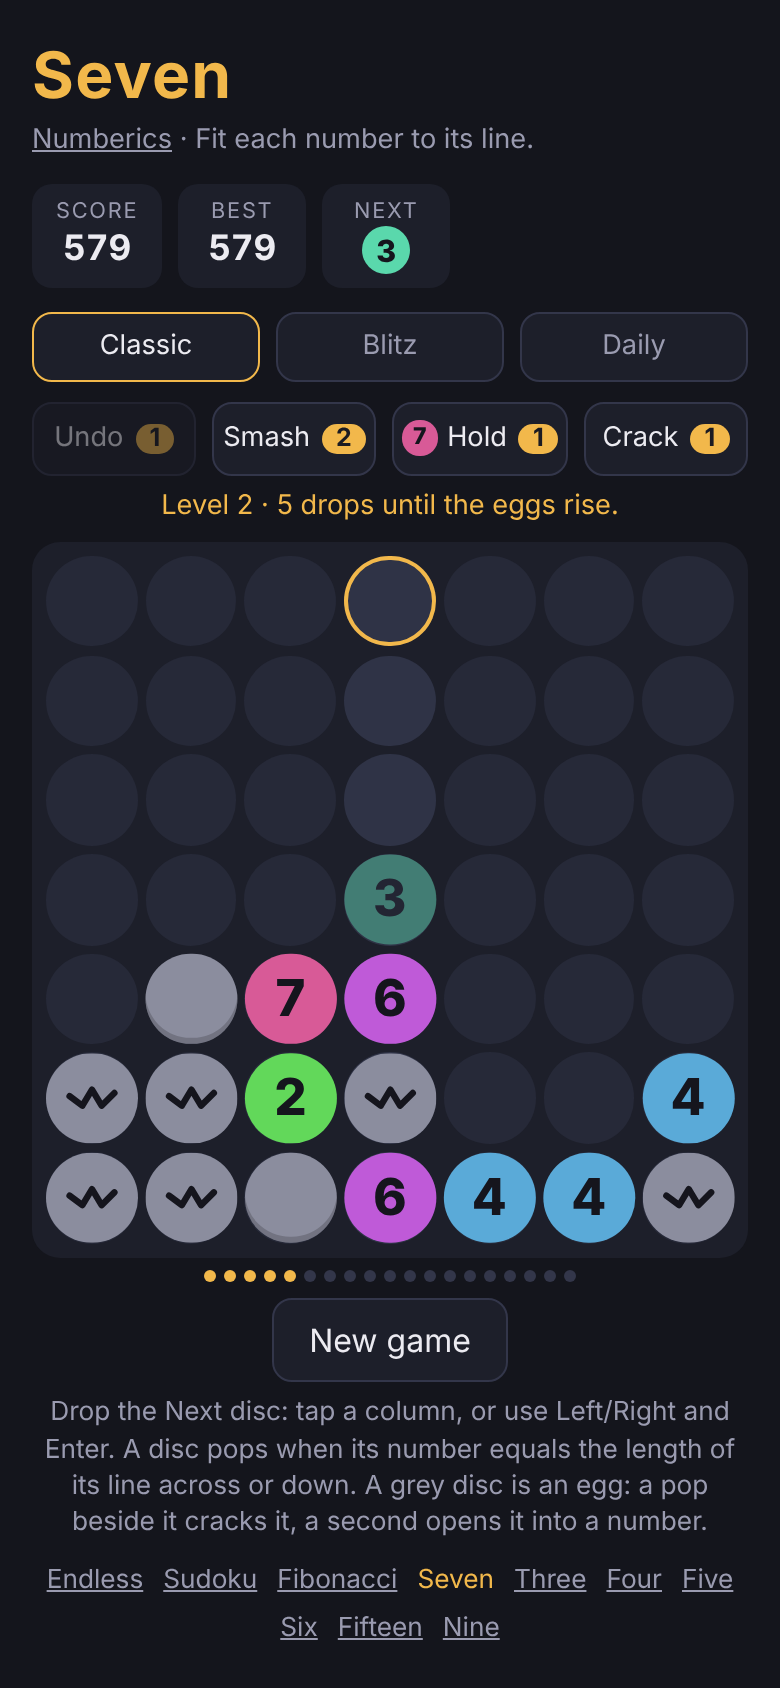 Seven
Numberics · Fit each number to its line.
SCORE BEST NEXT
579 579 3
Classic Blitz Daily
Undo 1 Smash 2 7 Hold 1 Crack 1
Level 2 · 5 drops until the eggs rise.
3
7 6
2 4
6 4 4
New game
Drop the Next disc: tap a column, or use Left/Right and
Enter. A disc pops when its number equals the length of
its line across or down. A grey disc is an egg: a pop
beside it cracks it, a second opens it into a number.
Endless Sudoku Fibonacci Seven Three Four Five
Six Fifteen Nine